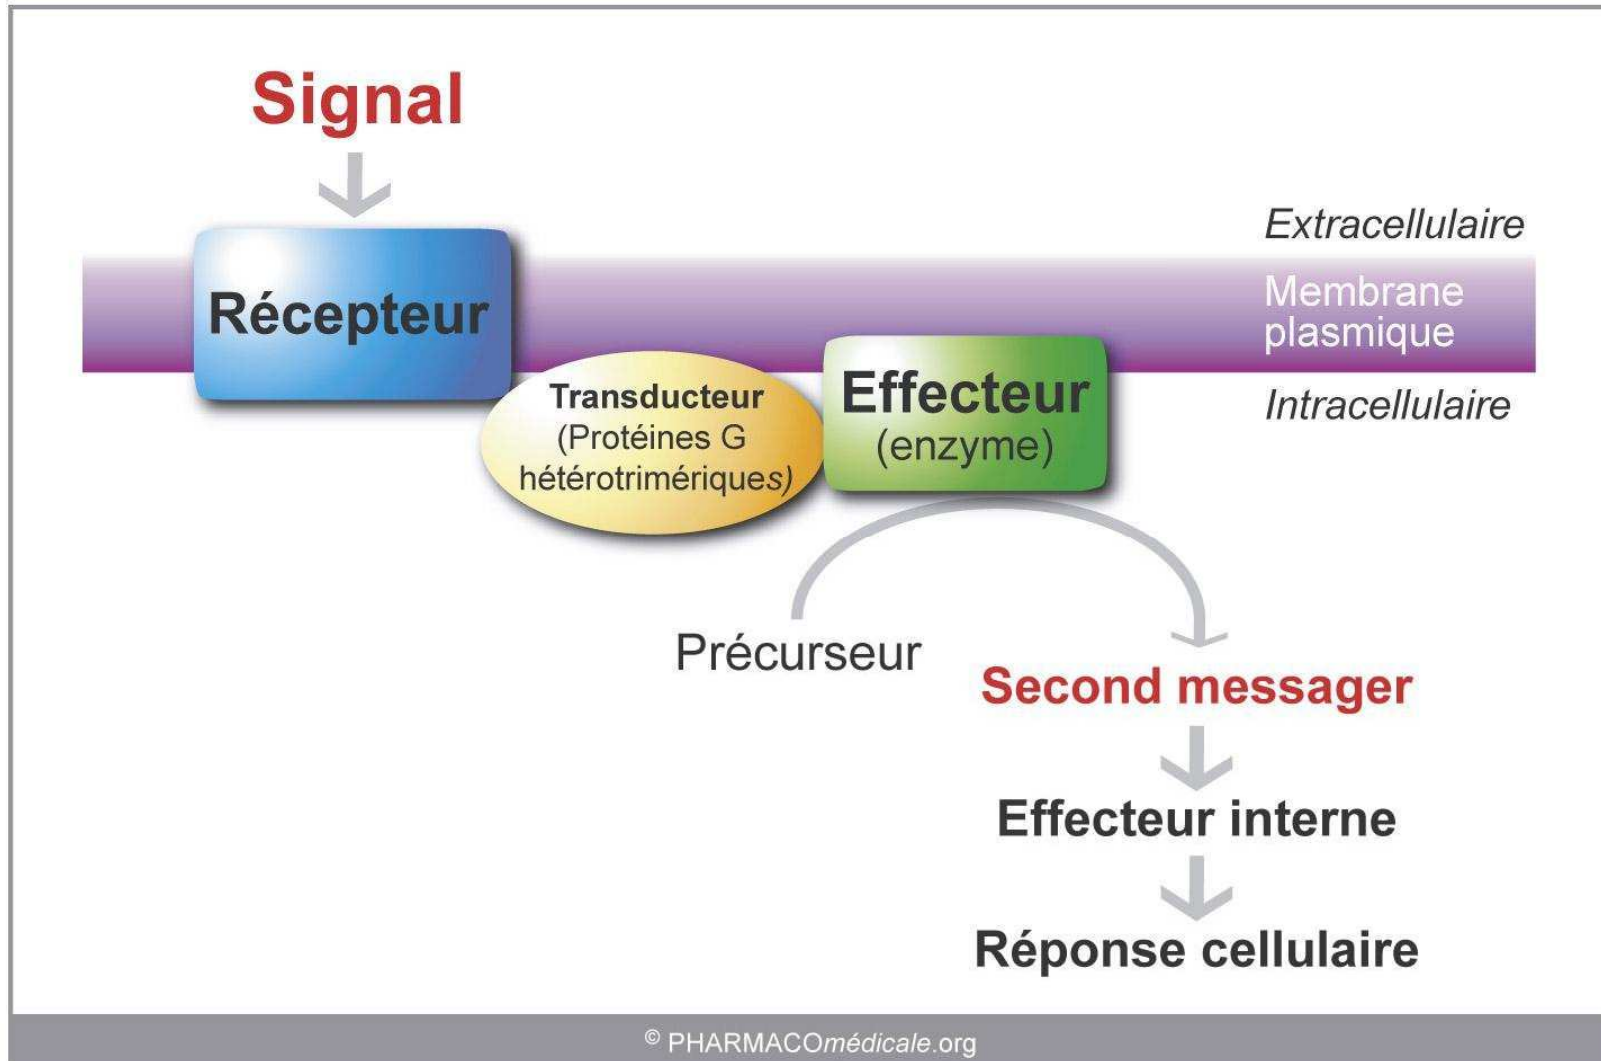 Signal
Récepteur
Extracellulaire
Membrane
plasmique
Intracellulaire
Transducteur
(Protéines G
hétérotrimériques)
Effecteur
(enzyme)
Précurseur
Second messager
Effecteur interne
Réponse cellulaire
© PHARMACOmédicale.org